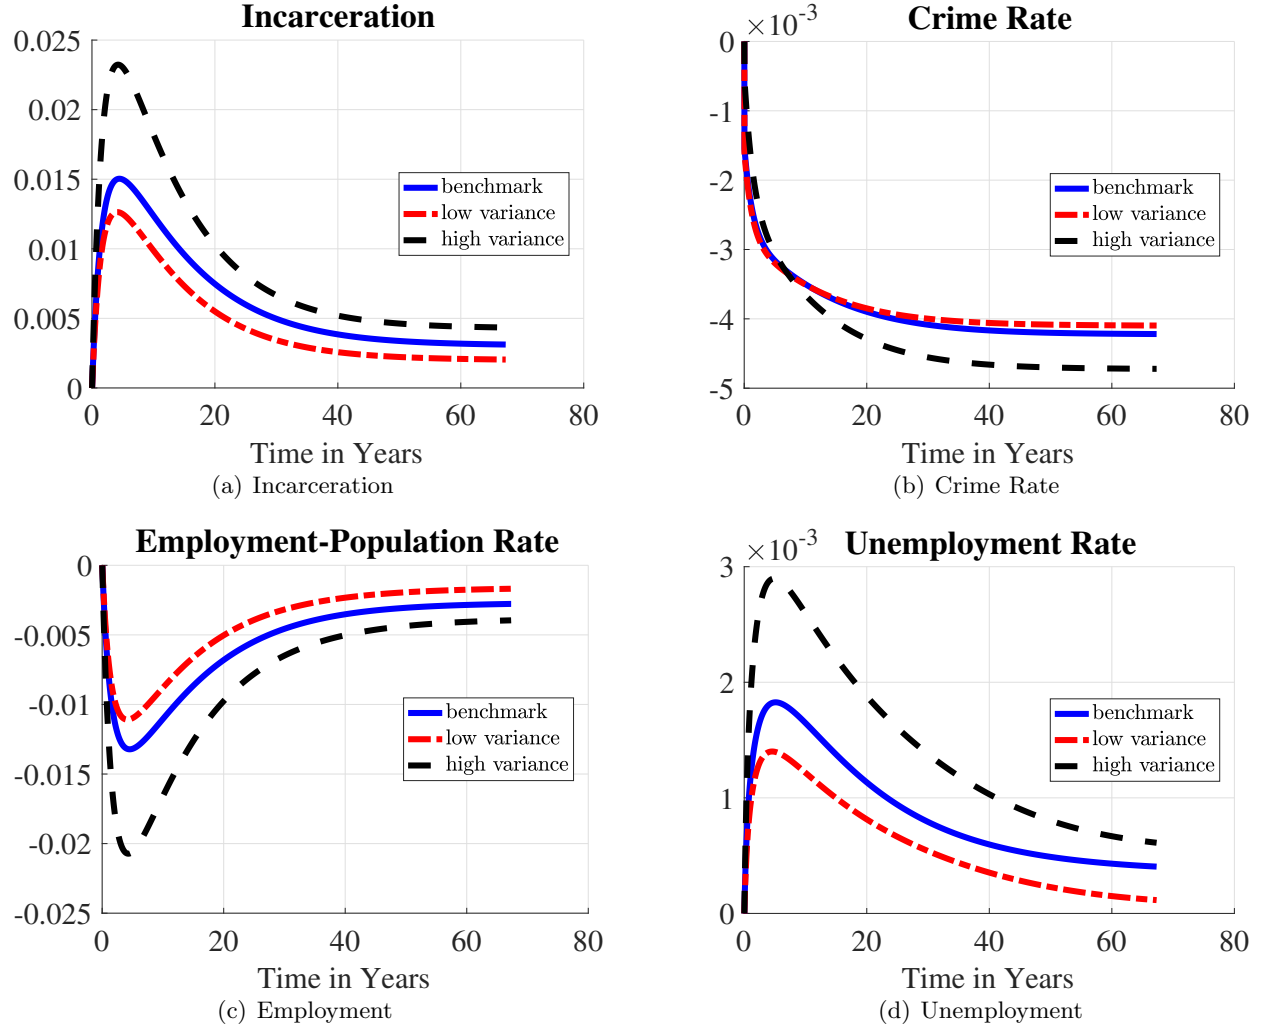 Incarceration
0.025
0.02
0.015
0.01
0.005
0
0 20 40 60 80
benchmark
low variance
high variance
Time in Years
(a) Incarceration
×10^-3 Crime Rate
0
-1
-2
-3
-4
-5
0 20 40 60 80
benchmark
low variance
high variance
Time in Years
(b) Crime Rate
Employment-Population Rate
0
-0.005
-0.01
-0.015
-0.02
-0.025
0 20 40 60 80
benchmark
low variance
high variance
Time in Years
(c) Employment
×10^-3 Unemployment Rate
3
2
1
0
0 20 40 60 80
benchmark
low variance
high variance
Time in Years
(d) Unemployment